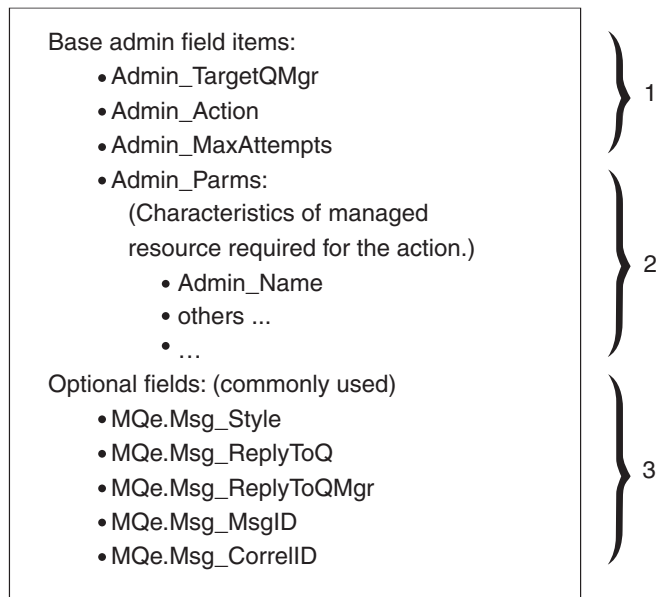 Base admin field items:
• Admin_TargetQMgr
• Admin_Action
• Admin_MaxAttempts
• Admin_Parms:
(Characteristics of managed
resource required for the action.)
• Admin_Name
• others ...
• ...
Optional fields: (commonly used)
• MQe.Msg_Style
• MQe.Msg_ReplyToQ
• MQe.Msg_ReplyToQMgr
• MQe.Msg_MsgID
• MQe.Msg_CorrelID
1
2
3